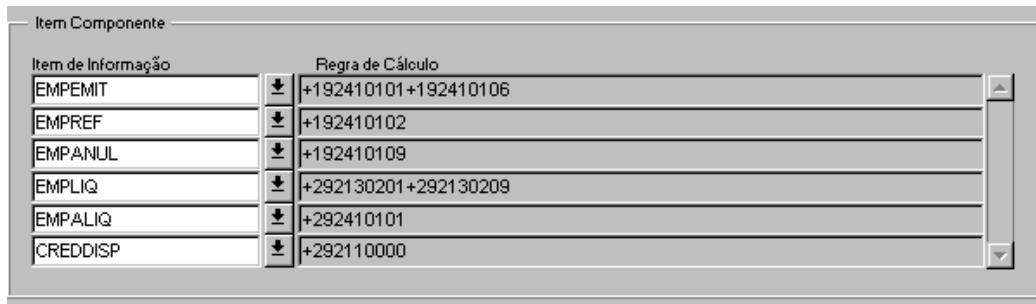 Item Componente
Item de Informação Regra de Cálculo
EMPEMIT +192410101+192410106
EMPREF +192410102
EMPANUL +192410109
EMPLIQ +292130201+292130209
EMPALIQ +292410101
CREDDISP +292110000